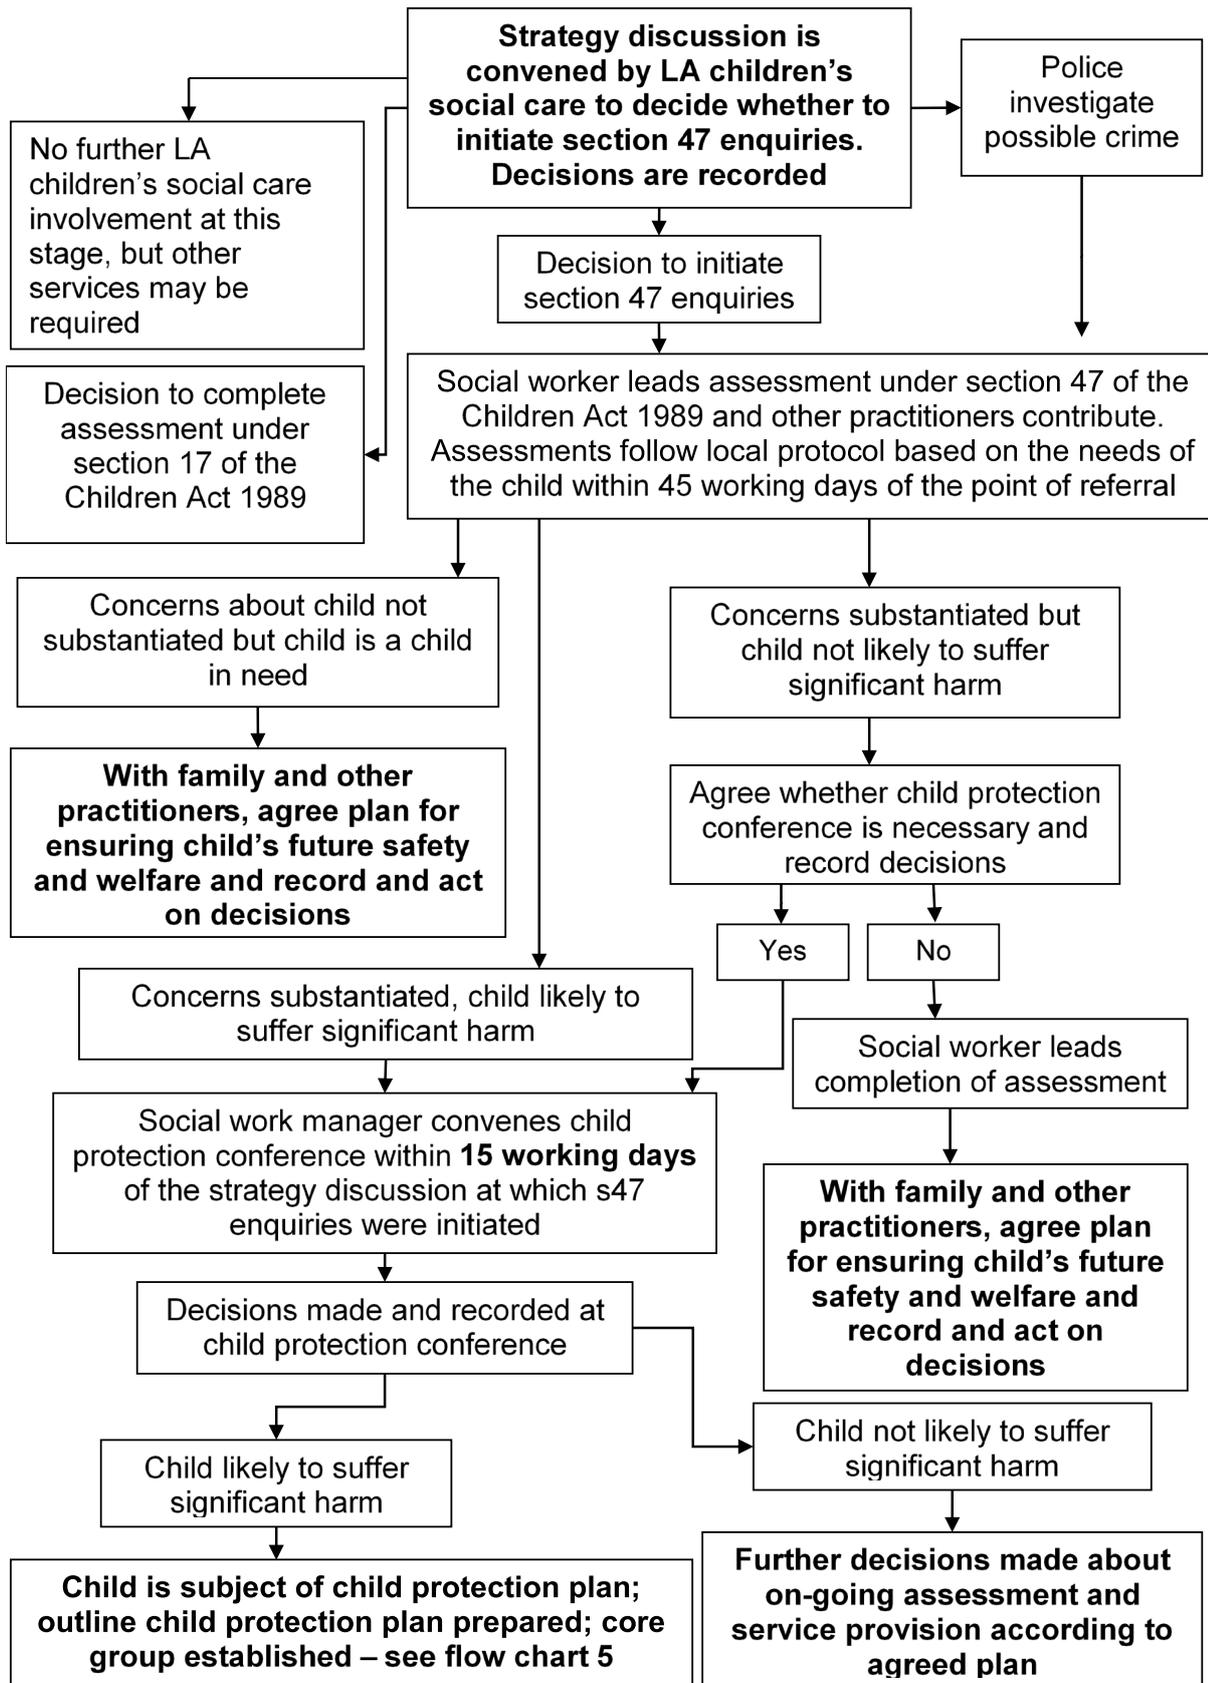 Strategy discussion is
convened by LA children’s
social care to decide whether to
initiate section 47 enquiries.
Decisions are recorded
Police
investigate
possible crime
No further LA
children’s social care
involvement at this
stage, but other
services may be
required
Decision to initiate
section 47 enquiries
Decision to complete
assessment under
section 17 of the
Children Act 1989
Social worker leads assessment under section 47 of the
Children Act 1989 and other practitioners contribute.
Assessments follow local protocol based on the needs of
the child within 45 working days of the point of referral
Concerns about child not
substantiated but child is a child
in need
Concerns substantiated but
child not likely to suffer
significant harm
With family and other
practitioners, agree plan for
ensuring child’s future safety
and welfare and record and act
on decisions
Agree whether child protection
conference is necessary and
record decisions
Yes
No
Concerns substantiated, child likely to
suffer significant harm
Social worker leads
completion of assessment
Social work manager convenes child
protection conference within 15 working days
of the strategy discussion at which s47
enquiries were initiated
With family and other
practitioners, agree plan
for ensuring child’s future
safety and welfare and
record and act on
decisions
Decisions made and recorded at
child protection conference
Child likely to suffer
significant harm
Child not likely to suffer
significant harm
Child is subject of child protection plan;
outline child protection plan prepared; core
group established – see flow chart 5
Further decisions made about
on-going assessment and
service provision according to
agreed plan